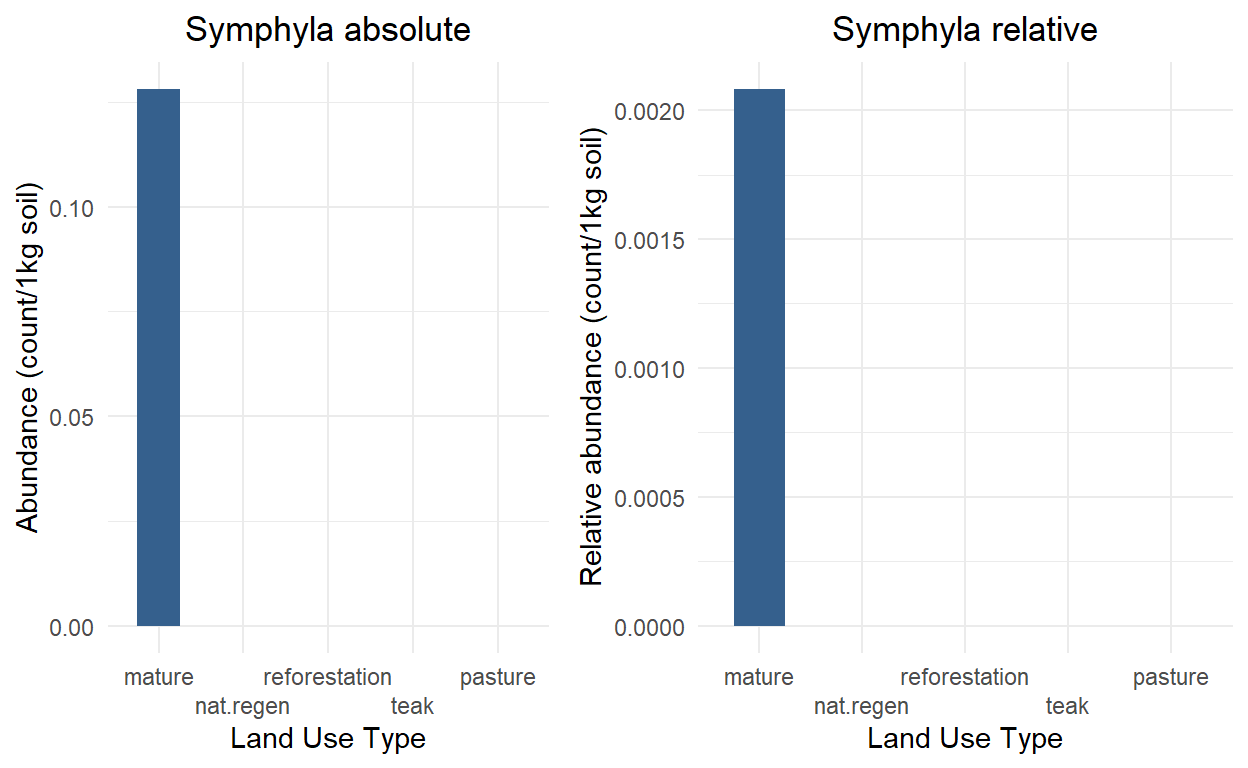 Symphyla absolute
Abundance (count/1kg soil)
0.10
0.05
0.00
mature
nat.regen
reforestation
teak
pasture
Land Use Type
Symphyla relative
Relative abundance (count/1kg soil)
0.0020
0.0015
0.0010
0.0005
0.0000
mature
nat.regen
reforestation
teak
pasture
Land Use Type